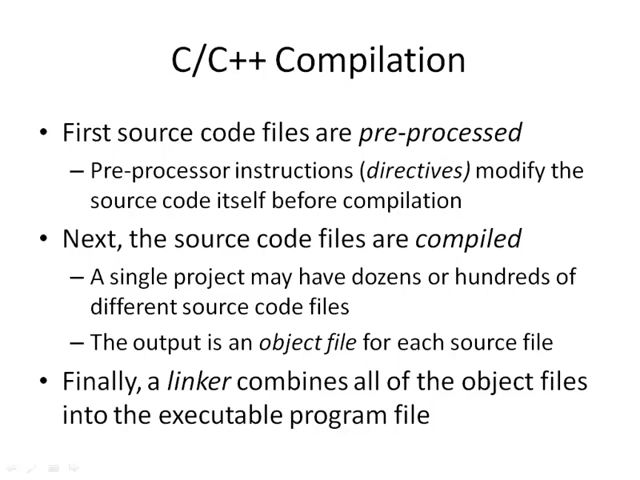 C/C++ Compilation
• First source code files are pre-processed
– Pre-processor instructions (directives) modify the
source code itself before compilation
• Next, the source code files are compiled
– A single project may have dozens or hundreds of
different source code files
– The output is an object file for each source file
• Finally, a linker combines all of the object files
into the executable program file